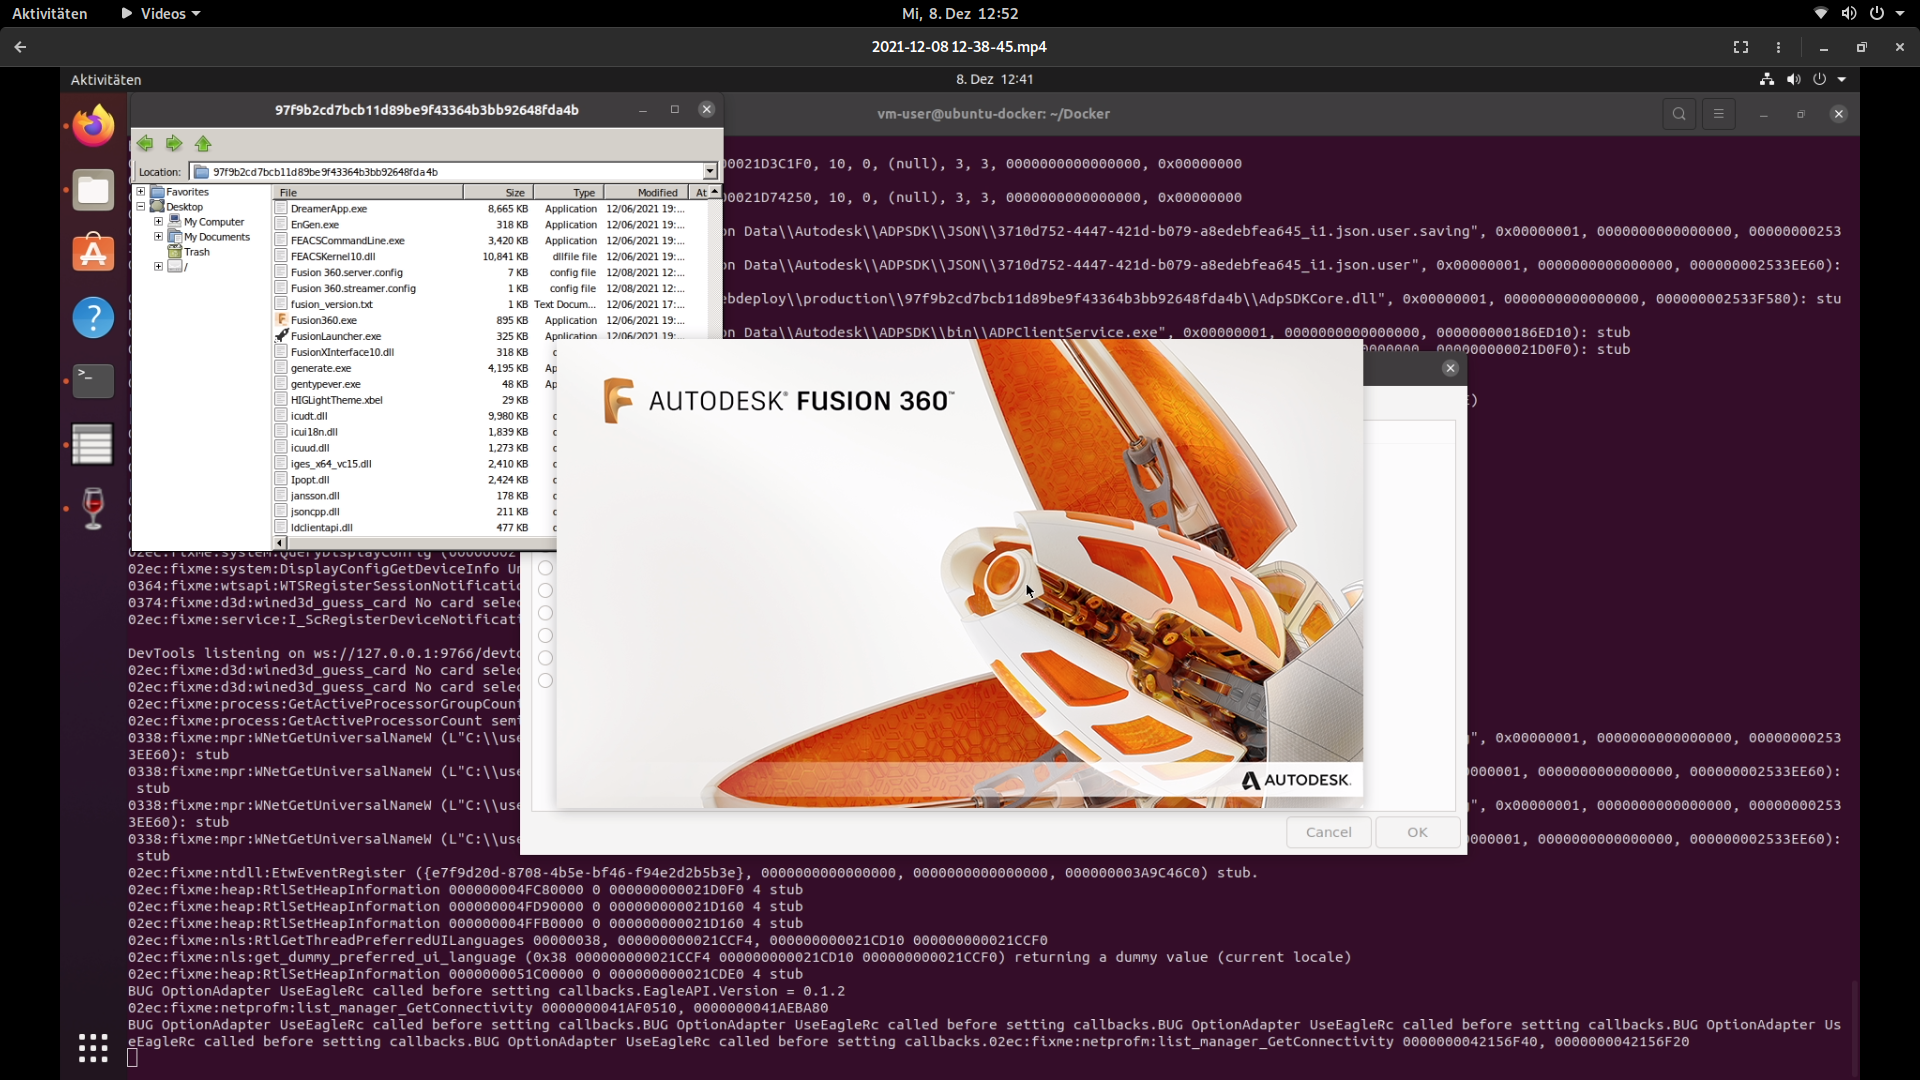 Aktivitäten Videos Mi, 8. Dez 12:52
2021-12-08 12-38-45.mp4
Aktivitäten 8. Dez 12:41
97f9b2cd7bcb11d89be9f43364b3bb92648fda4b
vm-user@ubuntu-docker: ~/Docker
Location: 97f9b2cd7bcb11d89be9f43364b3bb92648fda4b
Favorites
Desktop
My Computer
My Documents
Trash
/
File Size Type Modified At
DreamerApp.exe 8,665 KB Application 12/06/2021 19:...
EnGen.exe 318 KB Application 12/06/2021 19:...
FEACSCommandLine.exe 3,420 KB Application 12/06/2021 19:...
FEACSKernel10.dll 10,841 KB dllfile file 12/06/2021 19:...
Fusion 360.server.config 7 KB config file 12/08/2021 12:...
Fusion 360.streamer.config 1 KB config file 12/08/2021 12:...
fusion_version.txt 1 KB Text Docum... 12/06/2021 17:...
Fusion360.exe 895 KB Application 12/06/2021 19:...
FusionLauncher.exe 325 KB Application 12/06/2021 19:...
FusionXInterface10.dll 318 KB
generate.exe 4,195 KB Ap
gentypever.exe 48 KB Ap
HIGLightTheme.xbel 29 KB
icudt.dll 9,980 KB
icui18n.dll 1,839 KB
icuud.dll 1,273 KB
iges_x64_vc15.dll 2,410 KB
Ipopt.dll 2,424 KB
jansson.dll 178 KB
jsoncpp.dll 211 KB
ldclientapi.dll 477 KB
0021D3C1F0, 10, 0, (null), 3, 3, 0000000000000000, 0x00000000
0021D74250, 10, 0, (null), 3, 3, 0000000000000000, 0x00000000
n Data\\Autodesk\\ADPSDK\\JSON\\3710d752-4447-421d-b079-a8edebfea645_i1.json.user.saving", 0x00000001, 0000000000000000, 00000000253
n Data\\Autodesk\\ADPSDK\\JSON\\3710d752-4447-421d-b079-a8edebfea645_i1.json.user", 0x00000001, 0000000000000000, 000000002533EE60):
bdeploy\\production\\97f9b2cd7bcb11d89be9f43364b3bb92648fda4b\\AdpSDKCore.dll", 0x00000001, 0000000000000000, 000000002533F580): stu
n Data\\Autodesk\\ADPSDK\\bin\\ADPClientService.exe", 0x00000001, 0000000000000000, 00000000186ED10): stub
0000000, 000000000021D0F0): stub
AUTODESK® FUSION 360™
AUTODESK.
Cancel OK
02ec:fixme:system:QueryDisplayConfig (00000002
02ec:fixme:system:DisplayConfigGetDeviceInfo Un
0364:fixme:wtsapi:WTSRegisterSessionNotificatio
0374:fixme:d3d:wined3d_guess_card No card selec
02ec:fixme:service:I_ScRegisterDeviceNotificati
DevTools listening on ws://127.0.0.1:9766/devto
02ec:fixme:d3d:wined3d_guess_card No card selec
02ec:fixme:d3d:wined3d_guess_card No card selec
02ec:fixme:process:GetActiveProcessorGroupCount
02ec:fixme:process:GetActiveProcessorCount semi
0338:fixme:mpr:WNetGetUniversalNameW (L"C:\\use ", 0x00000001, 0000000000000000, 00000000253
3EE60): stub
0338:fixme:mpr:WNetGetUniversalNameW (L"C:\\use 00001, 0000000000000000, 000000002533EE60):
stub
0338:fixme:mpr:WNetGetUniversalNameW (L"C:\\use ", 0x00000001, 0000000000000000, 00000000253
3EE60): stub
0338:fixme:mpr:WNetGetUniversalNameW (L"C:\\use 000001, 0000000000000000, 000000002533EE60):
stub
02ec:fixme:ntdll:EtwEventRegister ({e7f9d20d-8708-4b5e-bf46-f94e2d2b5b3e}, 0000000000000000, 0000000000000000, 000000003A9C46C0) stub.
02ec:fixme:heap:RtlSetHeapInformation 000000004FC80000 0 000000000021D0F0 4 stub
02ec:fixme:heap:RtlSetHeapInformation 000000004FD90000 0 000000000021D160 4 stub
02ec:fixme:heap:RtlSetHeapInformation 000000004FFB0000 0 000000000021D160 4 stub
02ec:fixme:nls:RtlGetThreadPreferredUILanguages 00000038, 000000000021CCF4, 000000000021CD10 000000000021CCF0
02ec:fixme:nls:get_dummy_preferred_ui_language (0x38 000000000021CCF4 000000000021CD10 000000000021CCF0) returning a dummy value (current locale)
02ec:fixme:heap:RtlSetHeapInformation 0000000051C00000 0 000000000021CDE0 4 stub
BUG OptionAdapter UseEagleRc called before setting callbacks.EagleAPI.Version = 0.1.2
02ec:fixme:netprofm:list_manager_GetConnectivity 0000000041AF0510, 0000000041AEBA80
BUG OptionAdapter UseEagleRc called before setting callbacks.BUG OptionAdapter UseEagleRc called before setting callbacks.BUG OptionAdapter UseEagleRc called before setting callbacks.BUG OptionAdapter Us
eEagleRc called before setting callbacks.BUG OptionAdapter UseEagleRc called before setting callbacks.02ec:fixme:netprofm:list_manager_GetConnectivity 0000000042156F40, 0000000042156F20